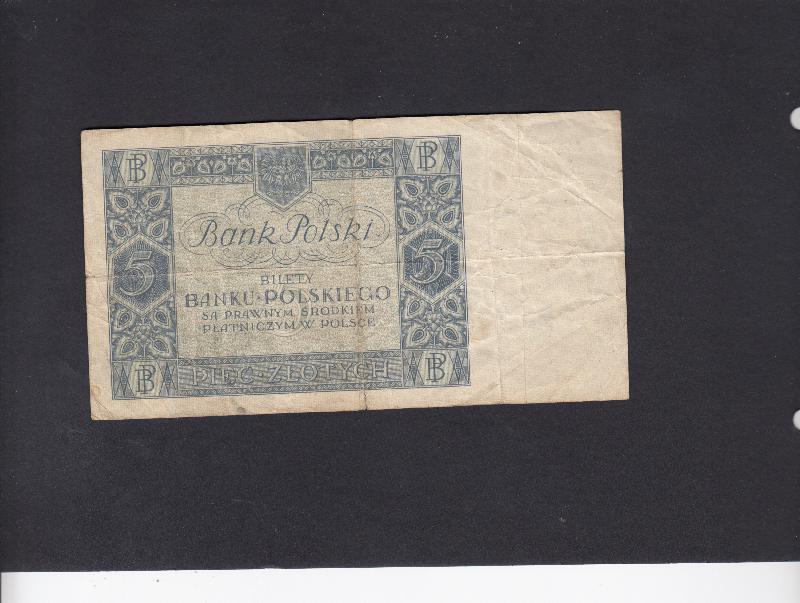 BP BP
Bank Polski
5 5
BILETY
BANKU·POLSKIEGO
SĄ PRAWNYM ŚRODKIEM
PŁATNICZYM W POLSCE
BP PIĘĆ·ZŁOTYCH BP